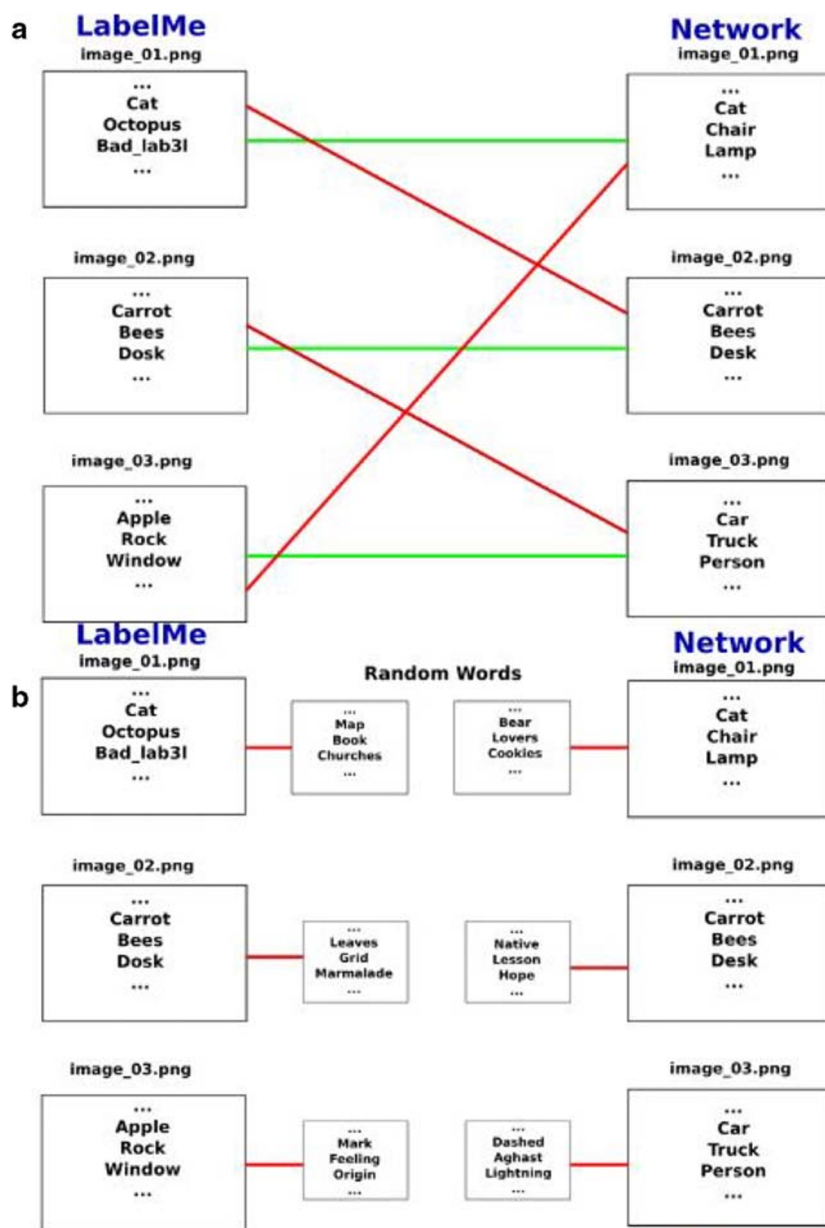 a
LabelMe
image_01.png
...
Cat
Octopus
Bad_lab3l
...
Network
image_01.png
...
Cat
Chair
Lamp
...
image_02.png
...
Carrot
Bees
Dosk
...
image_02.png
...
Carrot
Bees
Desk
...
image_03.png
...
Apple
Rock
Window
...
image_03.png
...
Car
Truck
Person
...
b
LabelMe
image_01.png
...
Cat
Octopus
Bad_lab3l
...
Random Words
...
Map
Book
Churches
...
...
Bear
Lovers
Cookies
...
Network
image_01.png
...
Cat
Chair
Lamp
...
image_02.png
...
Carrot
Bees
Dosk
...
...
Leaves
Grid
Marmalade
...
...
Native
Lesson
Hope
...
image_02.png
...
Carrot
Bees
Desk
...
image_03.png
...
Apple
Rock
Window
...
...
Mark
Feeling
Origin
...
...
Dashed
Aghast
Lightning
...
image_03.png
...
Car
Truck
Person
...